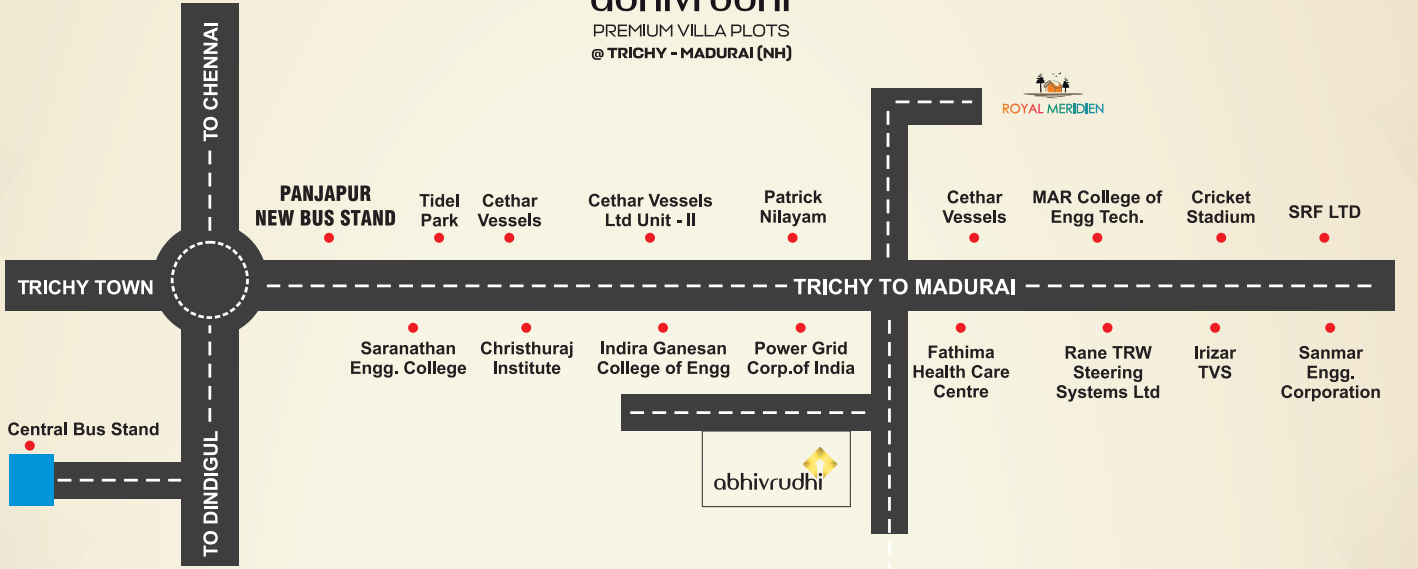 abhivrudhi
PREMIUM VILLA PLOTS
@ TRICHY - MADURAI (NH)
TO CHENNAI
ROYAL MERIDIEN
PANJAPUR
NEW BUS STAND
Tidel
Park
Cethar
Vessels
Cethar Vessels
Ltd Unit - II
Patrick
Nilayam
Cethar
Vessels
MAR College of
Engg Tech.
Cricket
Stadium
SRF LTD
TRICHY TOWN
TRICHY TO MADURAI
Saranathan
Engg. College
Christhuraj
Institute
Indira Ganesan
College of Engg
Power Grid
Corp.of India
Fathima
Health Care
Centre
Rane TRW
Steering
Systems Ltd
Irizar
TVS
Sanmar
Engg.
Corporation
Central Bus Stand
TO DINDIGUL
abhivrudhi